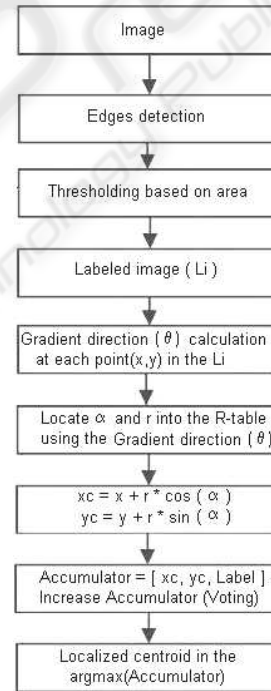 Image
Edges detection
Thresholding based on area
Labeled image ( Li )
Gradient direction ( θ ) calculation
at each point(x,y) in the Li
Locate α and r into the R-table
using the Gradient direction ( θ )
xc = x + r * cos ( α )
yc = y + r * sin ( α )
Accumulator = [ xc, yc, Label ]
Increase Accumulator (Voting)
Localized centroid in the
argmax(Accumulator)